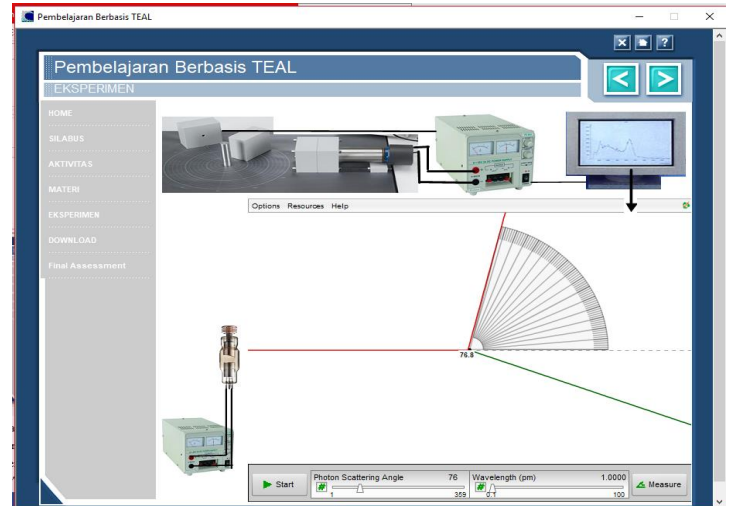 Pembelajaran Berbasis TEAL
Pembelajaran Berbasis TEAL
EKSPERIMEN
HOME
SILABUS
AKTIVITAS
MATERI
EKSPERIMEN
DOWNLOAD
Final Assessment
Options Resources Help
76.8
Start
Photon Scattering Angle 76
1 359
Wavelength (pm) 1.0000
0.1 100
Measure